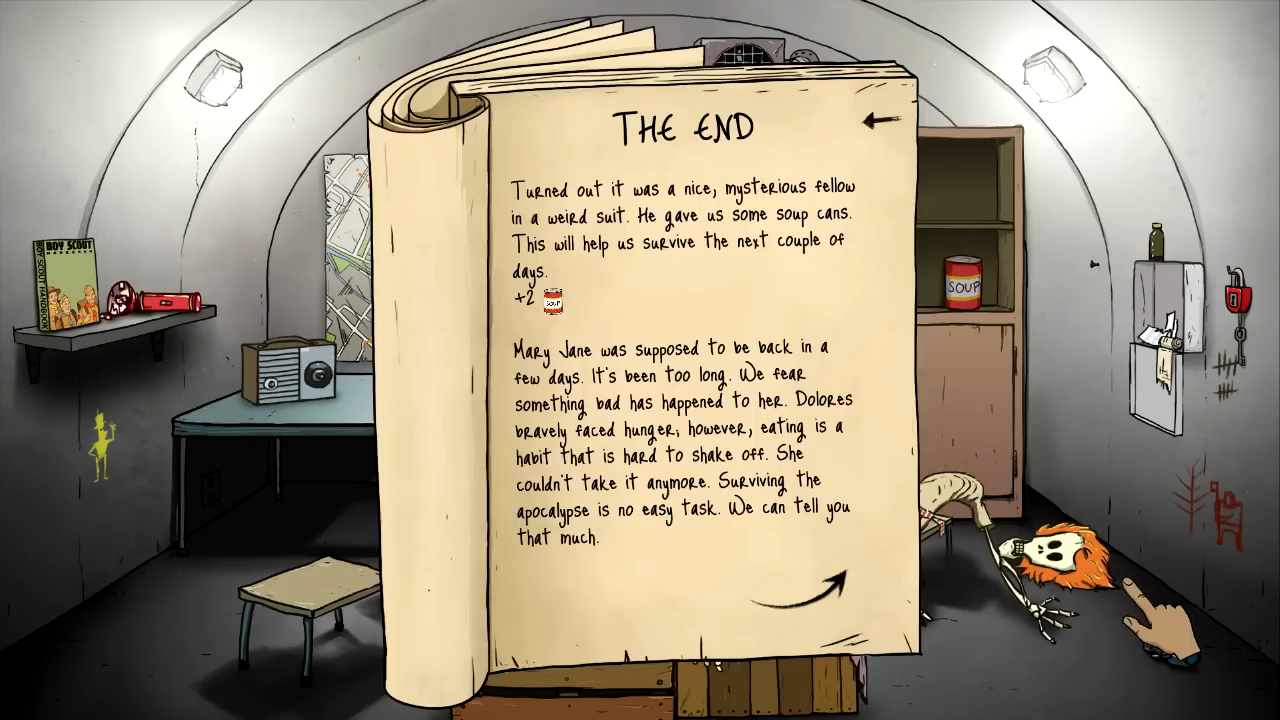 THE END
Turned out it was a nice, mysterious fellow
in a weird suit. He gave us some soup cans.
This will help us survive the next couple of
days.
+2 SOUP
Mary Jane was supposed to be back in a
few days. It's been too long. We fear
something bad has happened to her. Dolores
bravely faced hunger; however, eating is a
habit that is hard to shake off. She
couldn't take it anymore. Surviving the
apocalypse is no easy task. We can tell you
that much.
BOY SCOUT
BOY SCOUT HANDBOOK
SOUP